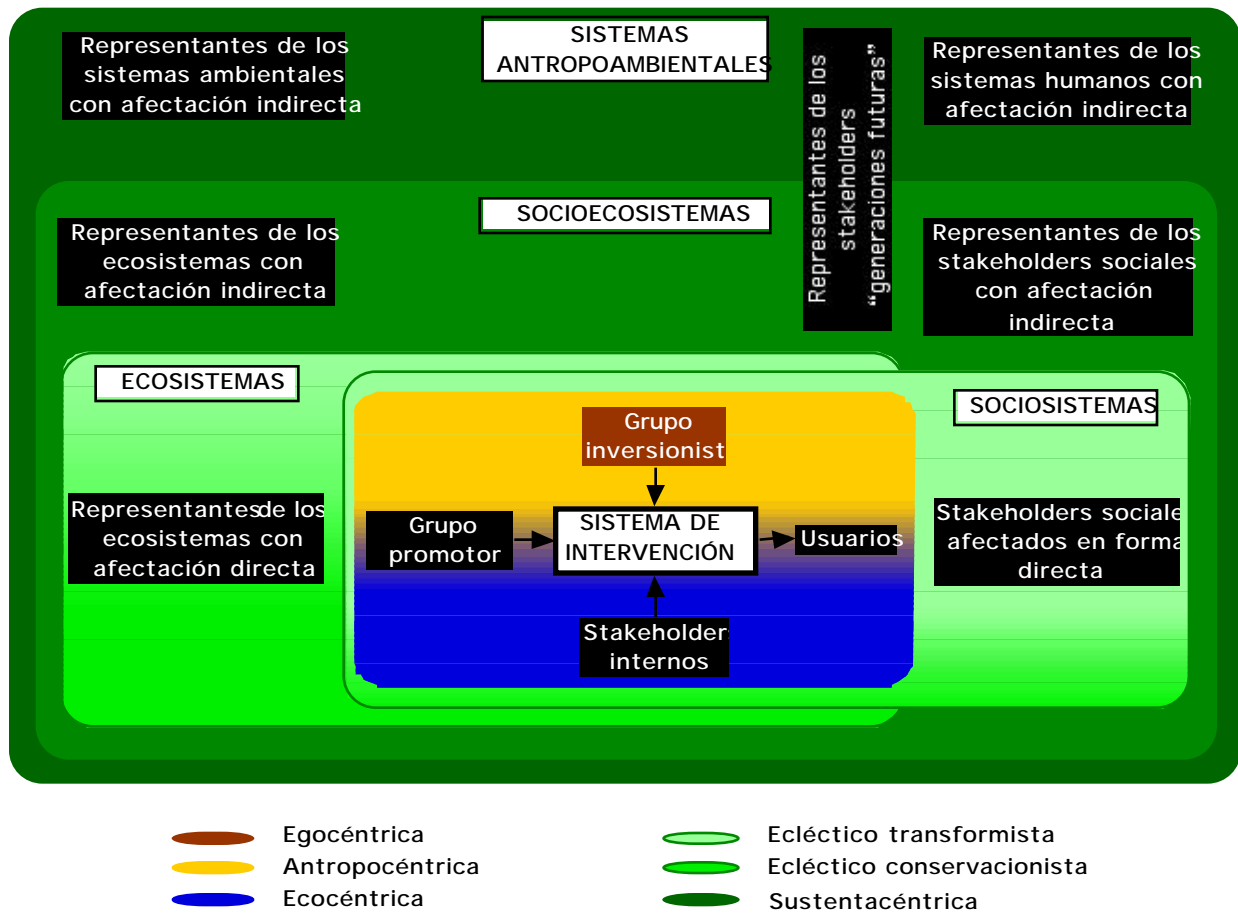 Representantes de los
sistemas ambientales
con afectación indirecta
SISTEMAS
ANTROPOAMBIENTALES
Representantes de los
stakeholders
“generaciones futuras”
Representantes de los
sistemas humanos con
afectación indirecta
Representantes de los
ecosistemas con
afectación indirecta
SOCIOECOSISTEMAS
Representantes de los
stakeholders sociales
con afectación
indirecta
ECOSISTEMAS
SOCIOSISTEMAS
Grupo
inversionist
Representantes de los
ecosistemas con
afectación directa
Grupo
promotor
SISTEMA DE
INTERVENCIÓN
Usuarios
Stakeholders sociale
afectados en forma
directa
Stakeholders
internos
Egocéntrica
Antropocéntrica
Ecocéntrica
Ecléctico transformista
Ecléctico conservacionista
Sustentacéntrica